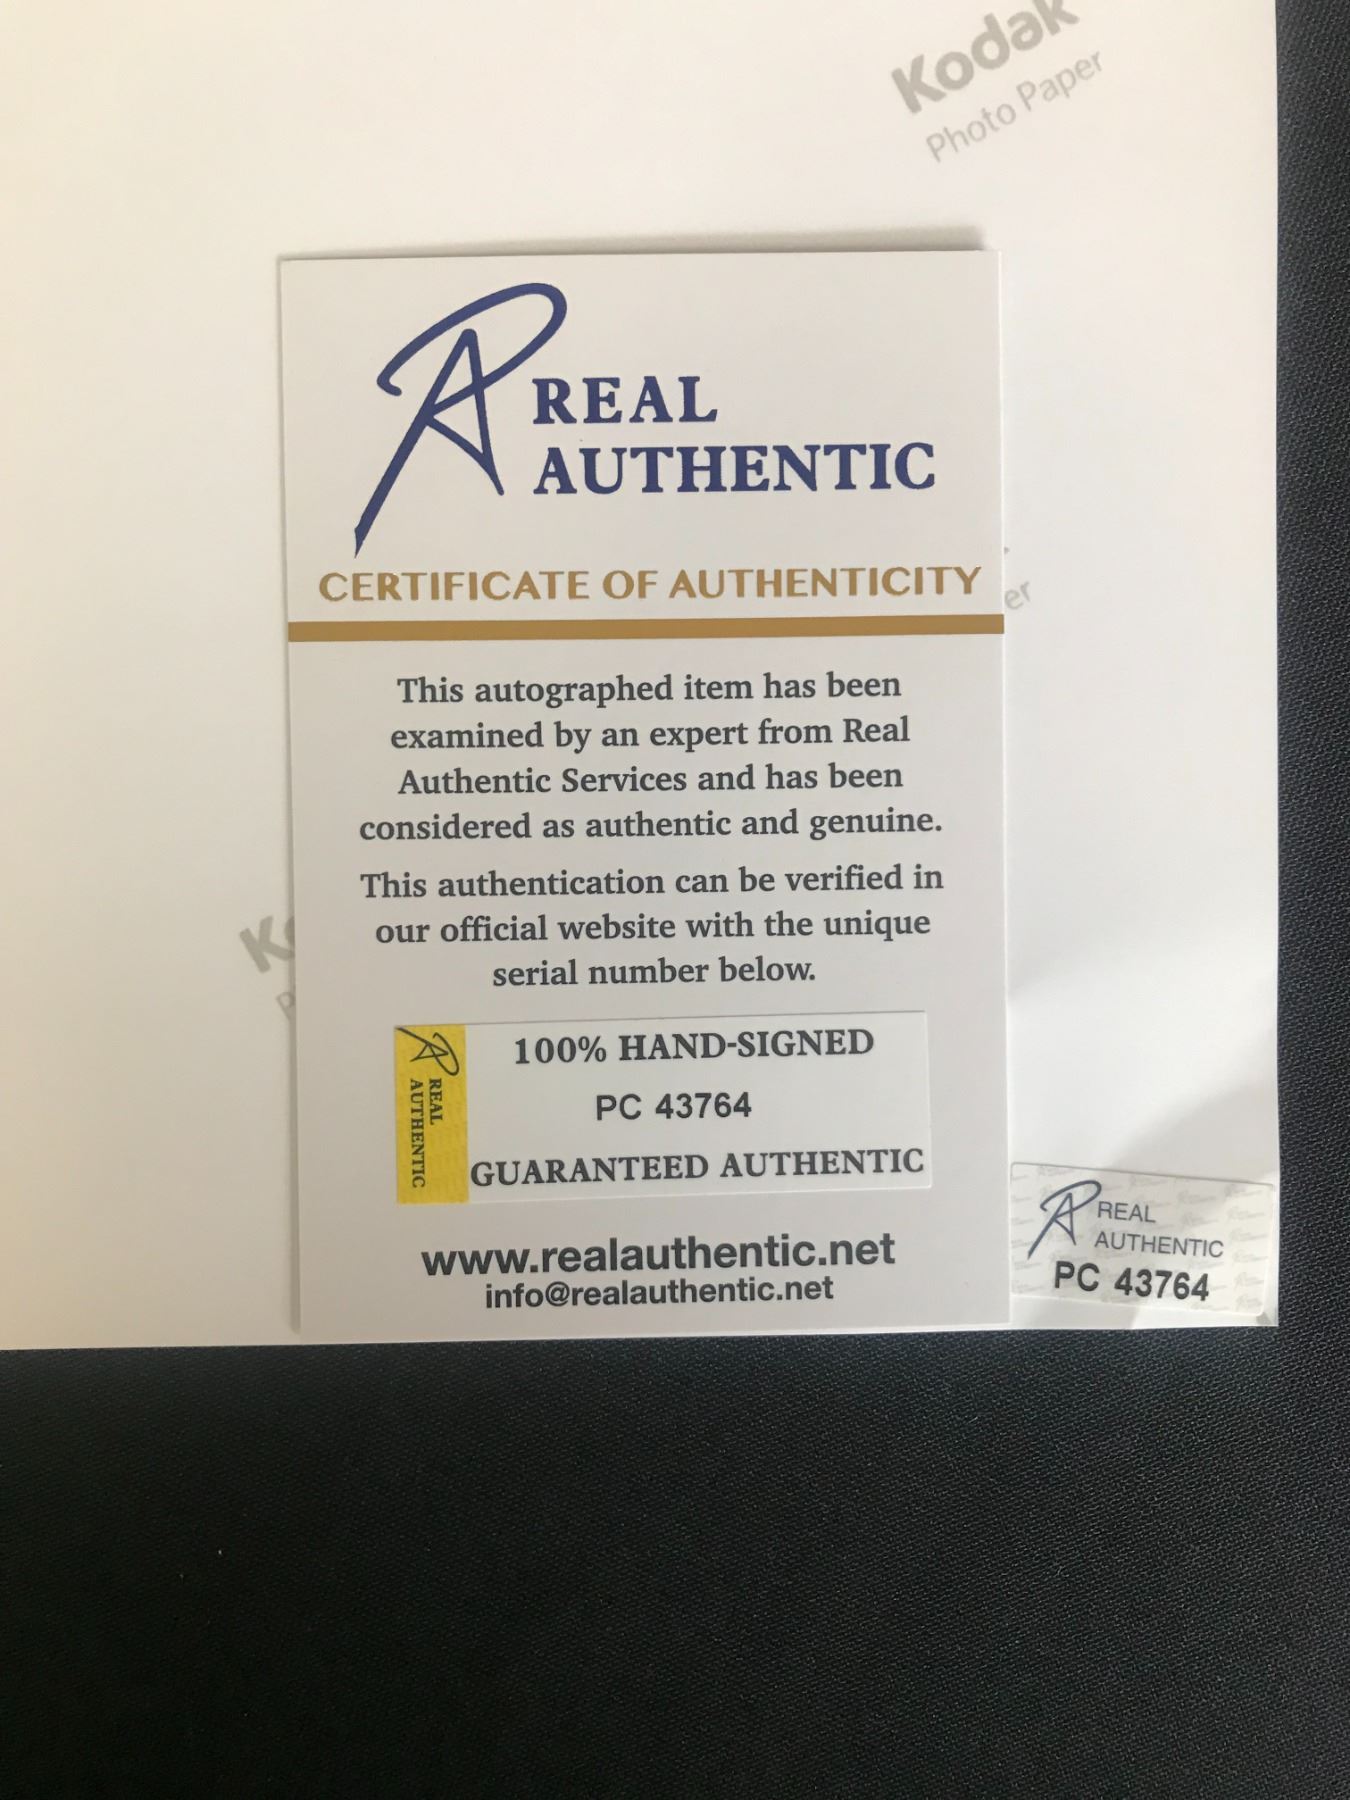 Kodak
Photo Paper
REAL
AUTHENTIC
CERTIFICATE OF AUTHENTICITY
er
This autographed item has been
examined by an expert from Real
Authentic Services and has been
considered as authentic and genuine.
This authentication can be verified in
our official website with the unique
serial number below.
K
P
REAL
AUTHENTIC
100% HAND-SIGNED
PC 43764
GUARANTEED AUTHENTIC
www.realauthentic.net
info@realauthentic.net
REAL
AUTHENTIC
PC 43764